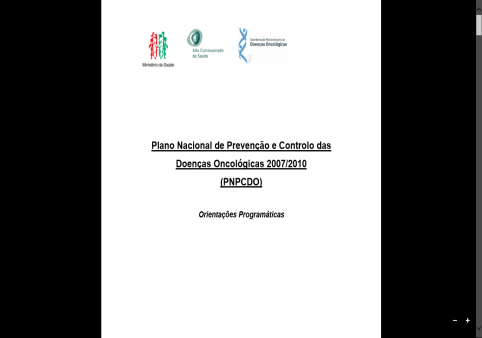 Ministério da Saúde
Alto Comissariado
da Saúde
Coordenação Nacional para as
Doenças Oncológicas
Plano Nacional de Prevenção e Controlo das
Doenças Oncológicas 2007/2010
(PNPCDO)
Orientações Programáticas